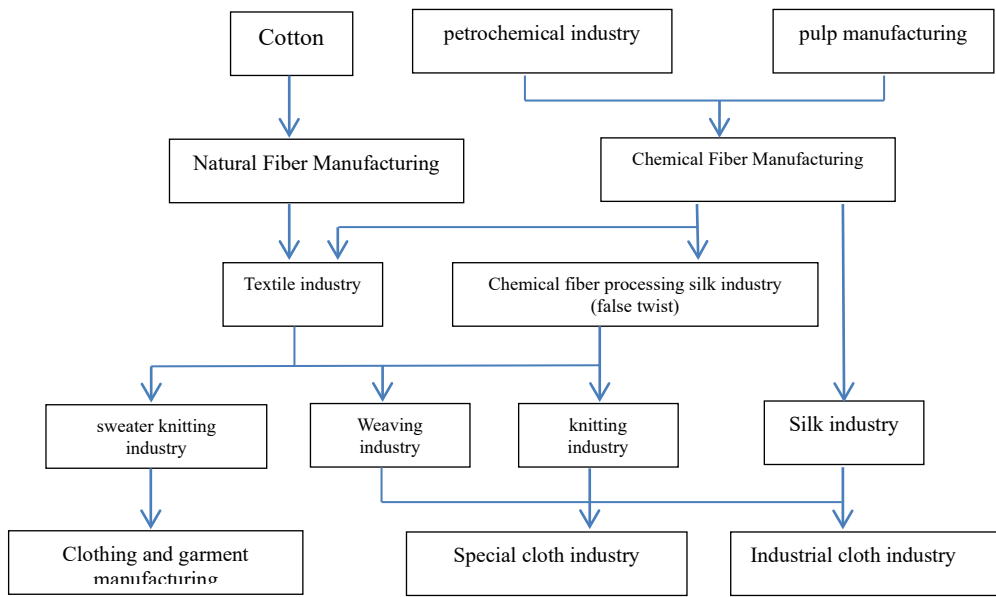 Cotton
petrochemical industry
pulp manufacturing
Natural Fiber Manufacturing
Chemical Fiber Manufacturing
Textile industry
Chemical fiber processing silk industry
(false twist)
sweater knitting
industry
Weaving
industry
knitting
industry
Silk industry
Clothing and garment
manufacturing
Special cloth industry
Industrial cloth industry